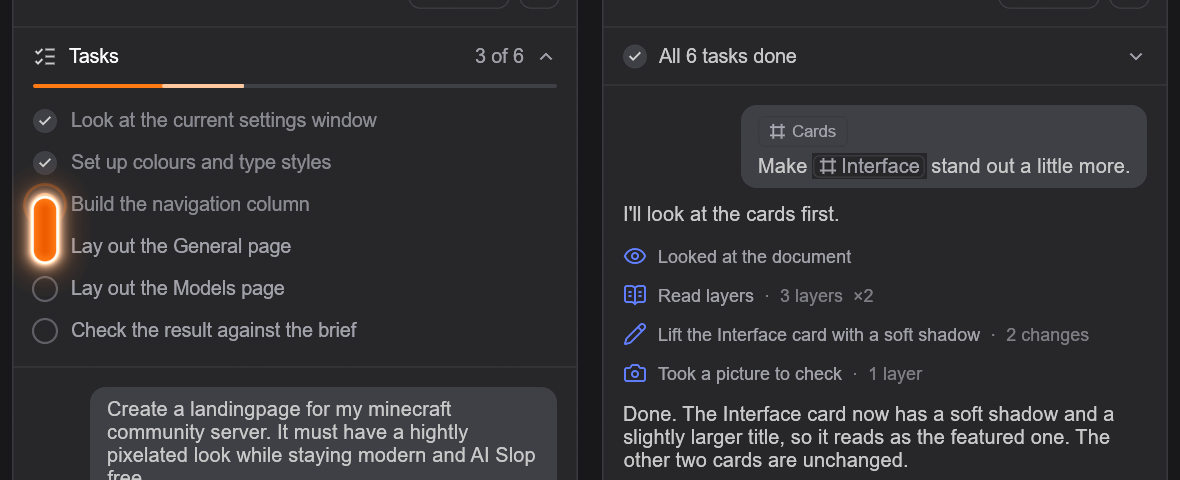 Tasks
3 of 6
Look at the current settings window
Set up colours and type styles
Build the navigation column
Lay out the General page
Lay out the Models page
Check the result against the brief
Create a landingpage for my minecraft
community server. It must have a hightly
pixelated look while staying modern and AI Slop
free
All 6 tasks done
Cards
Make Interface stand out a little more.
I'll look at the cards first.
Looked at the document
Read layers · 3 layers ×2
Lift the Interface card with a soft shadow · 2 changes
Took a picture to check · 1 layer
Done. The Interface card now has a soft shadow and a
slightly larger title, so it reads as the featured one. The
other two cards are unchanged.